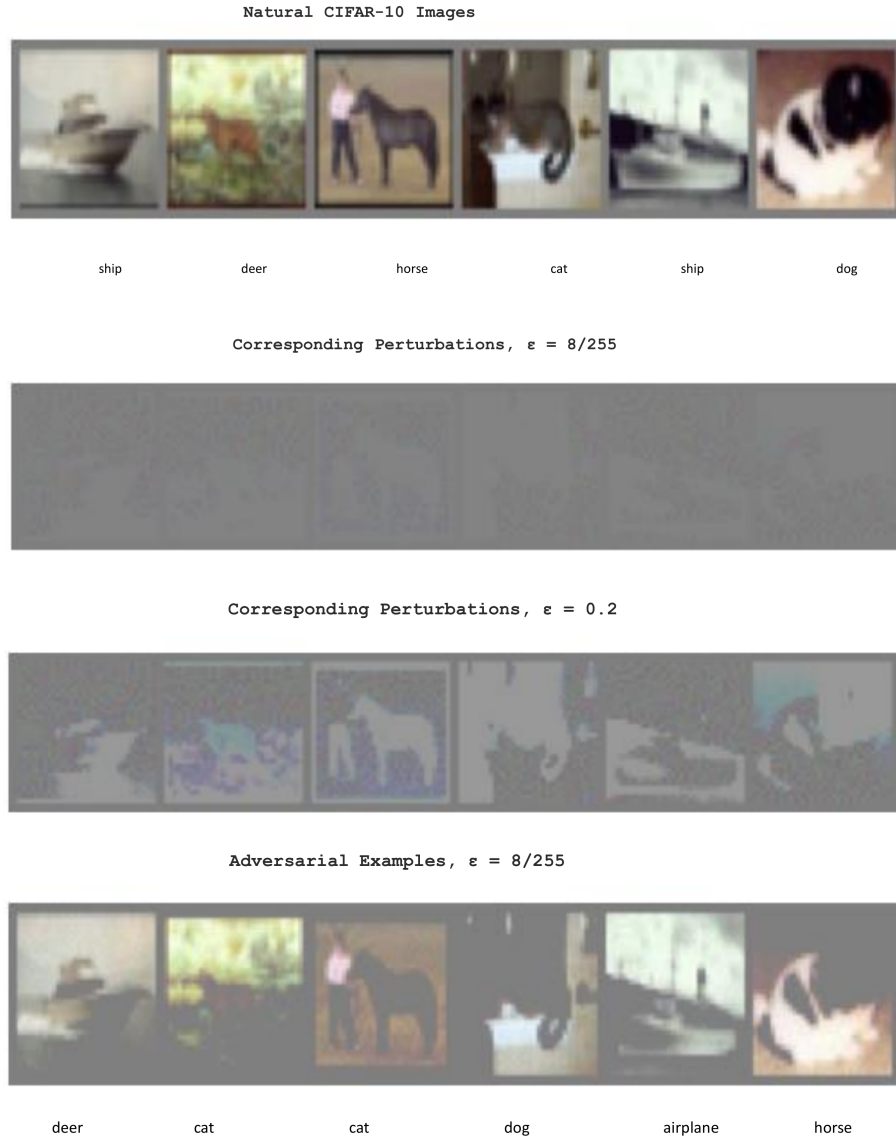 Natural CIFAR-10 Images
ship deer horse cat ship dog
Corresponding Perturbations, ε = 8/255
Corresponding Perturbations, ε = 0.2
Adversarial Examples, ε = 8/255
deer cat cat dog airplane horse